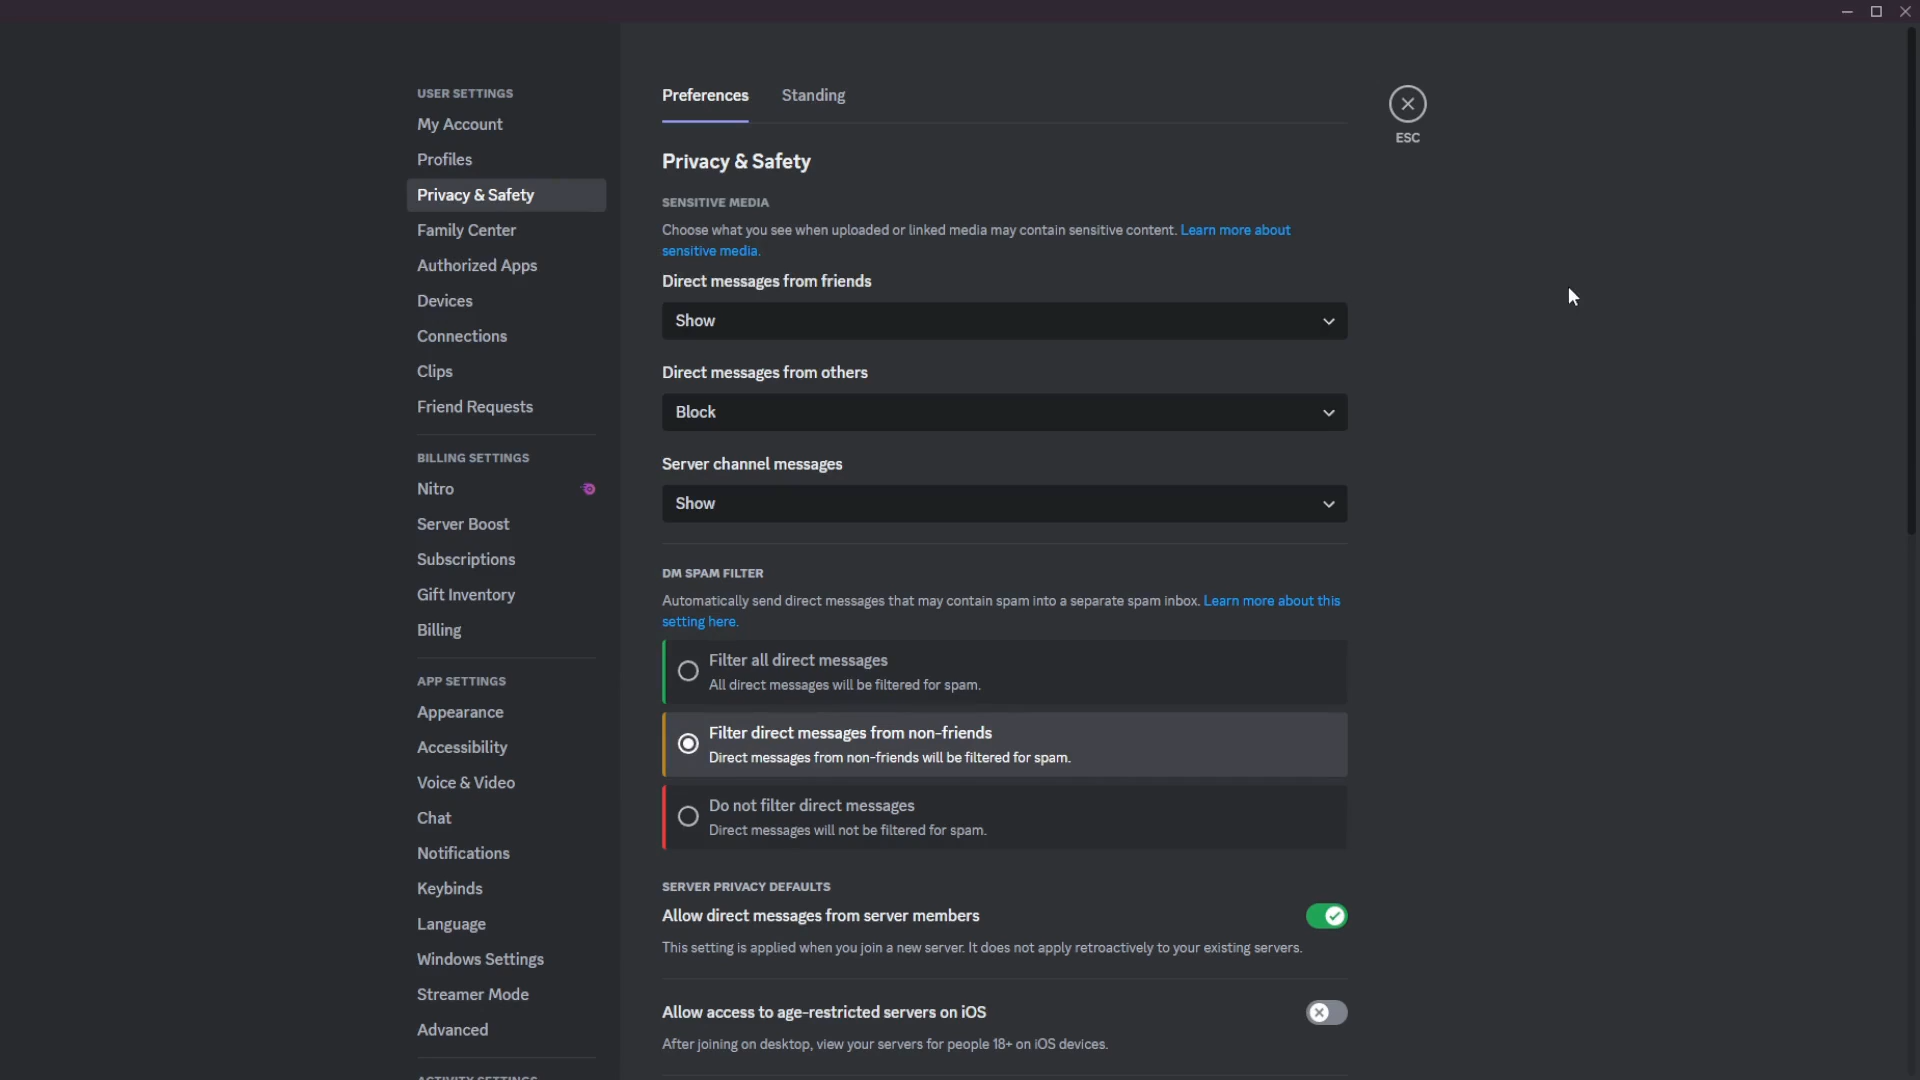 USER SETTINGS
My Account
Profiles
Privacy & Safety
Family Center
Authorized Apps
Devices
Connections
Clips
Friend Requests
BILLING SETTINGS
Nitro
Server Boost
Subscriptions
Gift Inventory
Billing
APP SETTINGS
Appearance
Accessibility
Voice & Video
Chat
Notifications
Keybinds
Language
Windows Settings
Streamer Mode
Advanced
ACTIVITY SETTINGS
Preferences Standing
ESC
Privacy & Safety
SENSITIVE MEDIA
Choose what you see when uploaded or linked media may contain sensitive content. Learn more about
sensitive media.
Direct messages from friends
Show
Direct messages from others
Block
Server channel messages
Show
DM SPAM FILTER
Automatically send direct messages that may contain spam into a separate spam inbox. Learn more about this
setting here.
Filter all direct messages
All direct messages will be filtered for spam.
Filter direct messages from non-friends
Direct messages from non-friends will be filtered for spam.
Do not filter direct messages
Direct messages will not be filtered for spam.
SERVER PRIVACY DEFAULTS
Allow direct messages from server members
This setting is applied when you join a new server. It does not apply retroactively to your existing servers.
Allow access to age-restricted servers on iOS
After joining on desktop, view your servers for people 18+ on iOS devices.